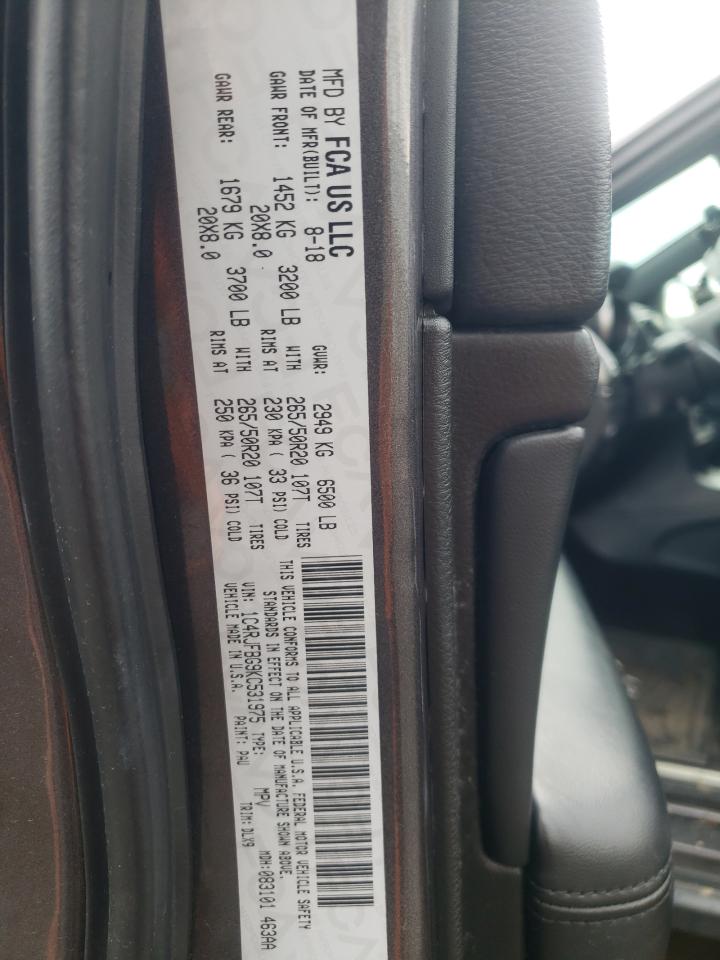 MFD BY FCA US LLC
DATE OF MFR(BUILT): 8-18 GVWR: 2949 KG 6500 LB
GAWR FRONT: 1452 KG 3200 LB WITH 265/50R20 107T TIRES
20X8.0 RIMS AT 230 KPA ( 33 PSI) COLD
GAWR REAR: 1679 KG 3700 LB WITH 265/50R20 107T TIRES
20X8.0 RIMS AT 250 KPA ( 36 PSI) COLD
THIS VEHICLE CONFORMS TO ALL APPLICABLE U.S.A. FEDERAL MOTOR VEHICLE SAFETY
STANDARDS IN EFFECT ON THE DATE OF MANUFACTURE SHOWN ABOVE.
VIN: 1C4RJFBG9KC531975 TYPE: MPV MDH:083101 463AA
VEHICLE MADE IN U.S.A. PAINT: PAU TRIM: DLX9